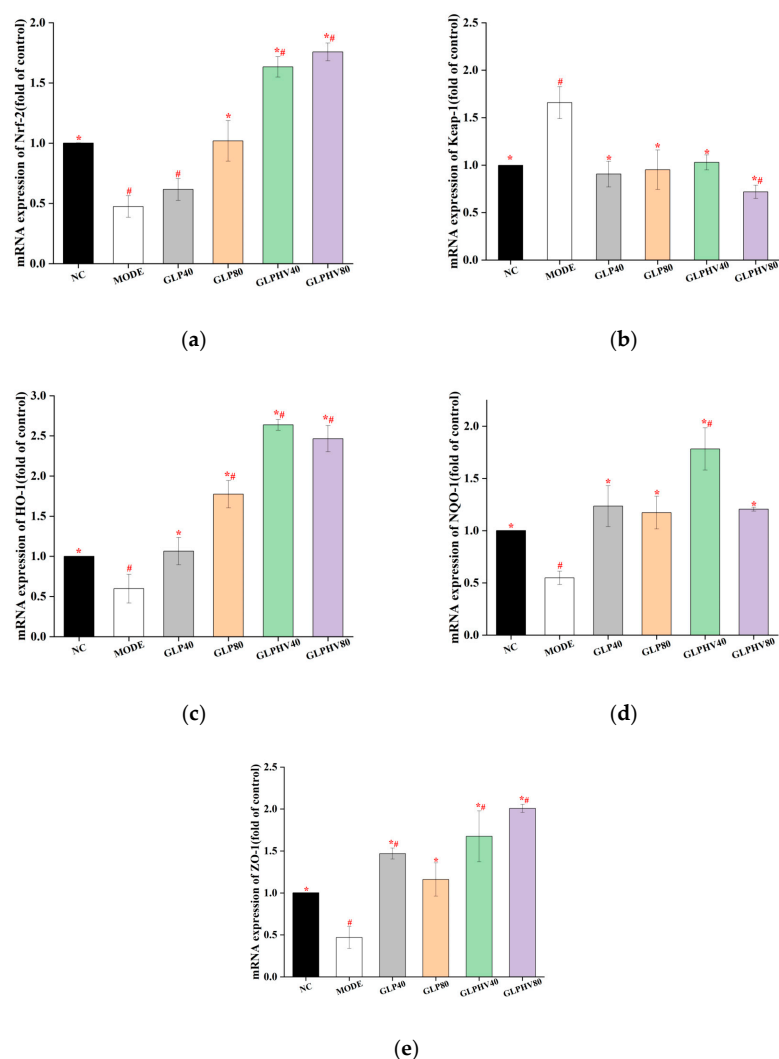 mRNA expression of Nrf-2(fold of control)
2.0
1.5
1.0
0.5
0.0
*
#
#
*
*#
*#
NC
MODE
GLP40
GLP80
GLPHV40
GLPHV80
(a)
mRNA expression of Keap-1(fold of control)
2.5
2.0
1.5
1.0
0.5
0.0
*
#
*
*
*
*#
NC
MODE
GLP40
GLP80
GLPHV40
GLPHV80
(b)
mRNA expression of HO-1(fold of control)
3.0
2.5
2.0
1.5
1.0
0.5
0.0
*
#
*
*#
*#
*#
NC
MODE
GLP40
GLP80
GLPHV40
GLPHV80
(c)
mRNA expression of NQO-1(fold of control)
2.0
1.5
1.0
0.5
0.0
*
#
*
*
*#
*
NC
MODE
GLP40
GLP80
GLPHV40
GLPHV80
(d)
mRNA expression of ZO-1(fold of control)
2.5
2.0
1.5
1.0
0.5
0.0
*
#
*#
*
*#
*#
NC
MODE
GLP40
GLP80
GLPHV40
GLPHV80
(e)